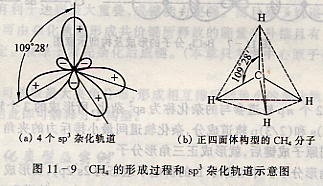 109°28′
+
+
+
+
−
(a) 4 个 sp³ 杂化轨道
H
109°28′
C
H
H
H
(b) 正四面体构型的 CH₄ 分子
图 11-9 CH₄ 的形成过程和 sp³ 杂化轨道示意图